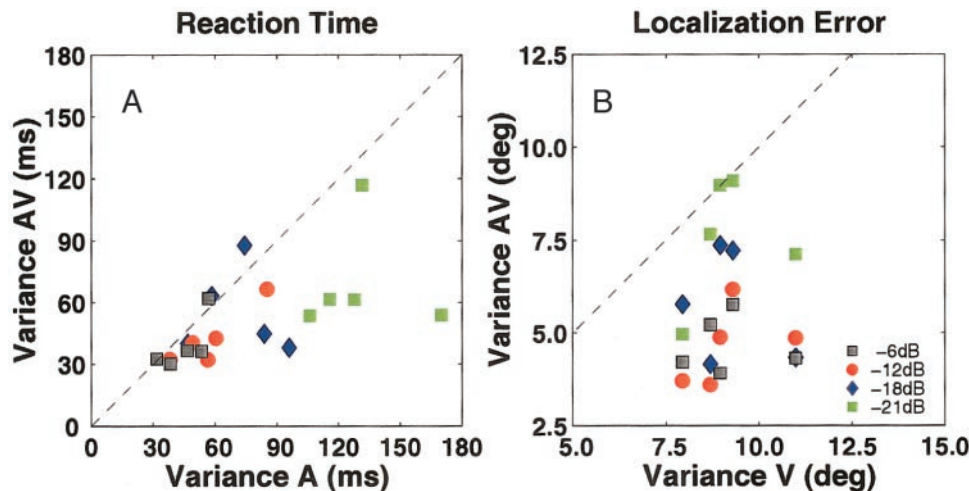 Reaction Time
Localization Error
A
B
Variance AV (ms)
180
150
120
90
60
30
0
0 30 60 90 120 150 180
Variance A (ms)
Variance AV (deg)
12.5
10.0
7.5
5.0
2.5
5.0 7.5 10.0 12.5 15.0
Variance V (deg)
-6dB
-12dB
-18dB
-21dB